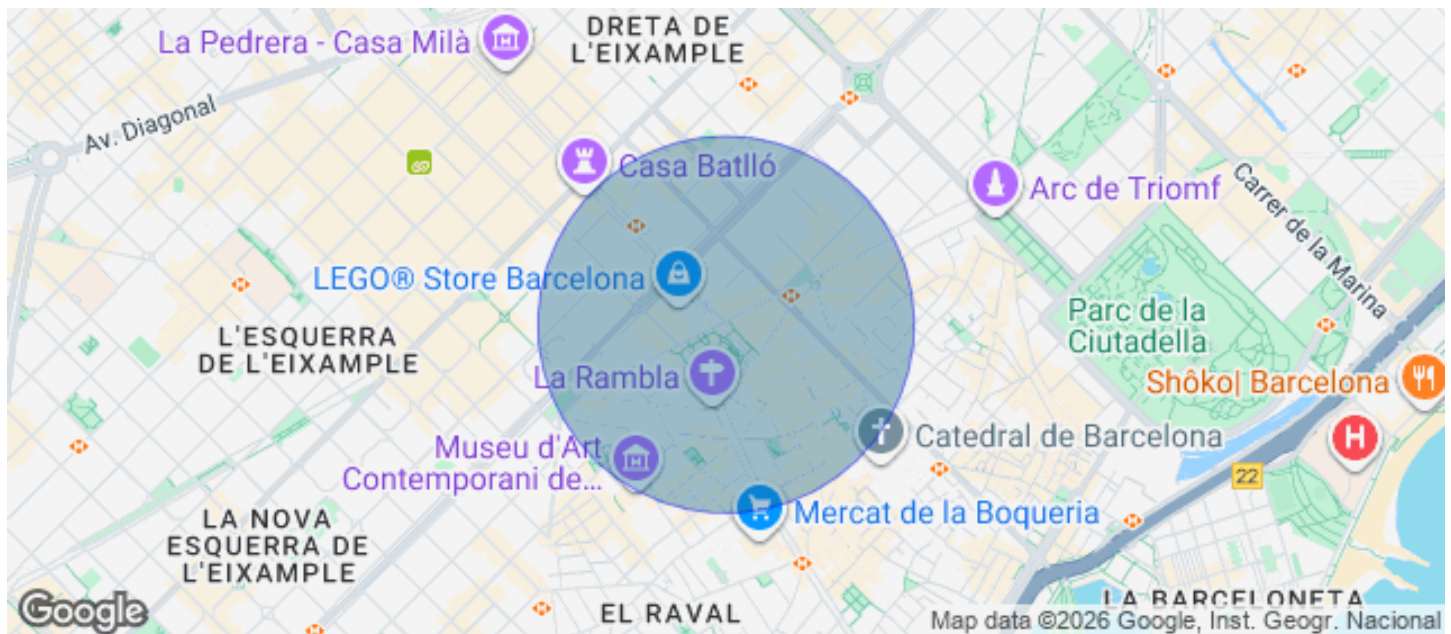 DRETA DE
L'EIXAMPLE
La Pedrera - Casa Milà
Av. Diagonal
Casa Batlló
Arc de Triomf
Carrer de la Marina
LEGO® Store Barcelona
L'ESQUERRA
DE L'EIXAMPLE
Parc de la
Ciutadella
La Rambla
Shôko| Barcelona
H
Museu d'Art
Contemporani de...
Catedral de Barcelona
22
Mercat de la Boqueria
LA NOVA
ESQUERRA DE
L'EIXAMPLE
EL RAVAL
LA BARCELONETA
Google
Map data ©2026 Google, Inst. Geogr. Nacional